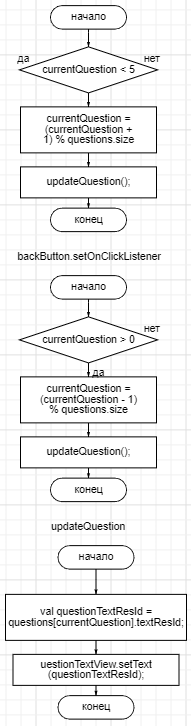 начало
да
нет
currentQuestion < 5
currentQuestion =
(currentQuestion +
1) % questions.size
updateQuestion();
конец
backButton.setOnClickListener
начало
нет
currentQuestion > 0
да
currentQuestion =
(currentQuestion - 1)
% questions.size
updateQuestion();
конец
updateQuestion
начало
val questionTextResId =
questions[currentQuestion].textResId;
uestionTextView.setText
(questionTextResId);
конец